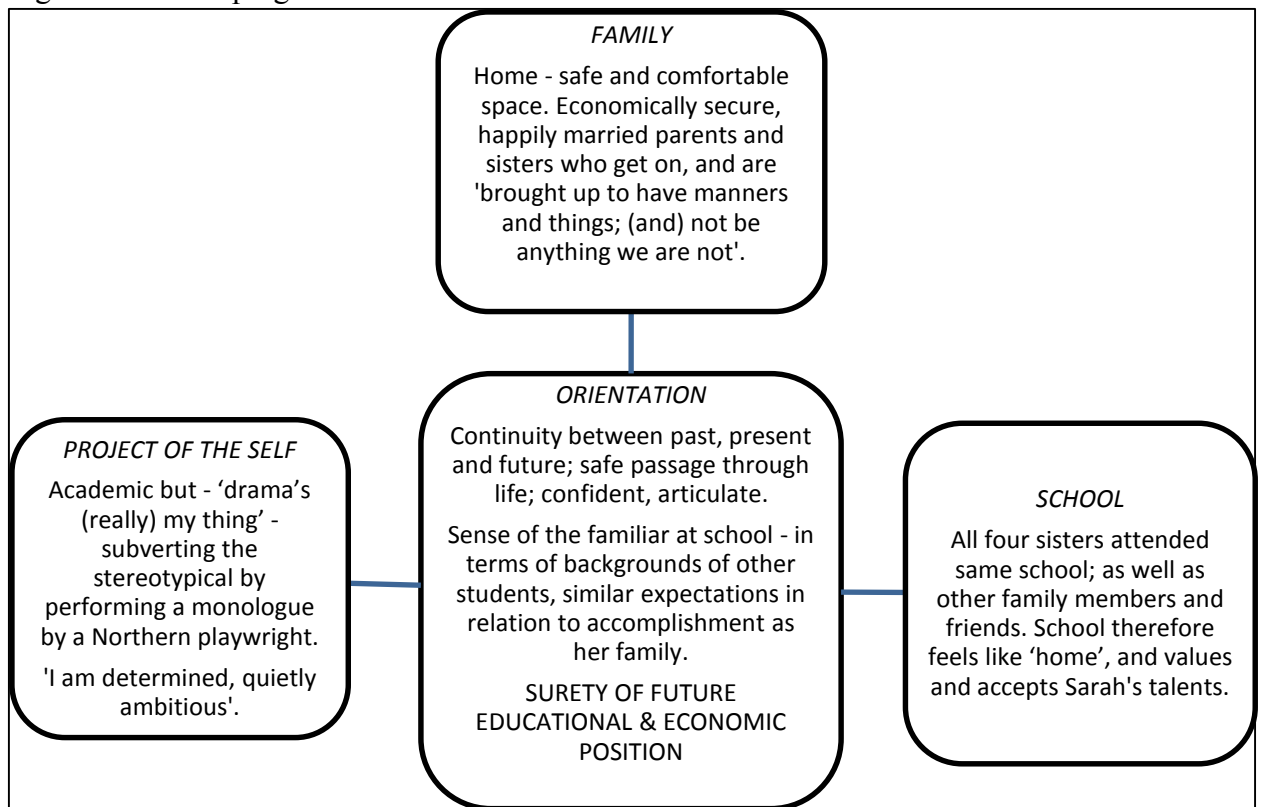 FAMILY
Home - safe and comfortable
space. Economically secure,
happily married parents and
sisters who get on, and are
'brought up to have manners
and things; (and) not be
anything we are not'.
PROJECT OF THE SELF
Academic but - ‘drama’s
(really) my thing’ -
subverting the
stereotypical by
performing a monologue
by a Northern playwright.
'I am determined, quietly
ambitious'.
ORIENTATION
Continuity between past, present
and future; safe passage through
life; confident, articulate.
Sense of the familiar at school - in
terms of backgrounds of other
students, similar expectations in
relation to accomplishment as
her family.
SURETY OF FUTURE
EDUCATIONAL & ECONOMIC
POSITION
SCHOOL
All four sisters attended
same school; as well as
other family members and
friends. School therefore
feels like ‘home’, and values
and accepts Sarah's talents.